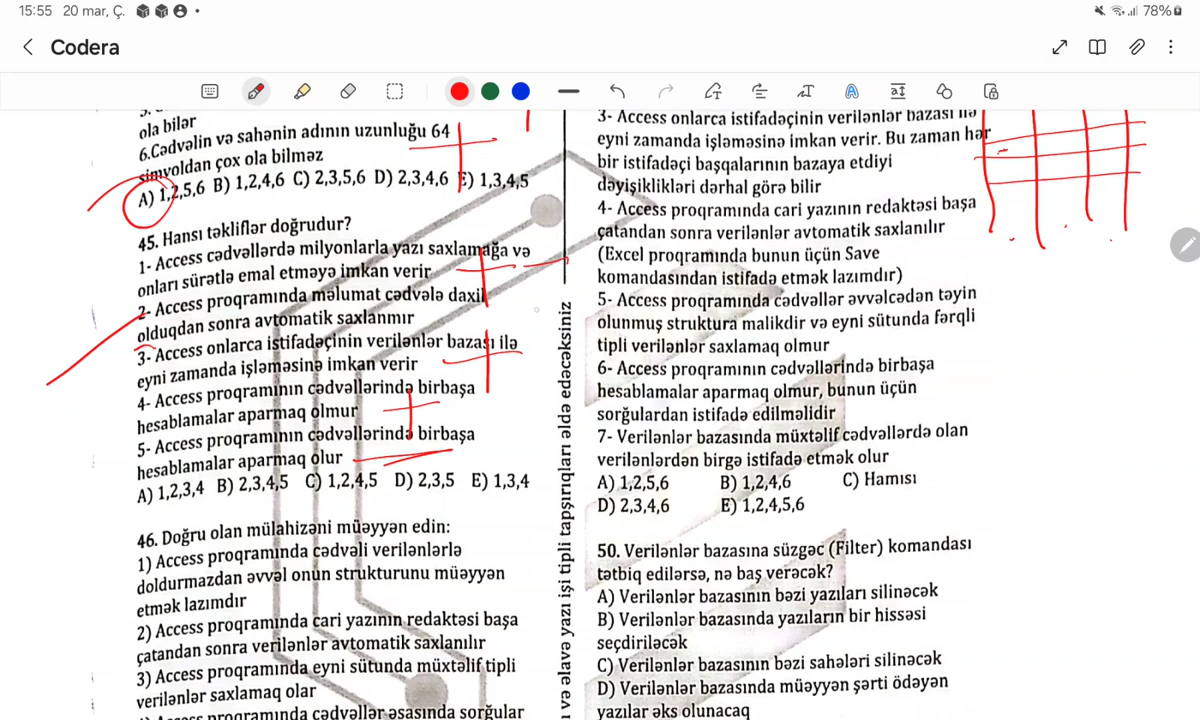 15:55 20 mar, Ç.
78%
Codera
ola bilər
6.Cədvəlin və sahənin adının uzunluğu 64
simvoldan çox ola bilməz
A) 1,2,5,6 B) 1,2,4,6 C) 2,3,5,6 D) 2,3,4,6 E) 1,3,4,5
45. Hansı təkliflər doğrudur?
1- Access cədvəllərdə milyonlarla yazı saxlamağa və
onları sürətlə emal etməyə imkan verir
2- Access proqramında məlumat cədvələ daxil
olduqdan sonra avtomatik saxlanmır
3- Access onlarca istifadəçinin verilənlər bazası ilə
eyni zamanda işləməsinə imkan verir
4- Access proqramının cədvəllərində birbaşa
hesablamalar aparmaq olmur
5- Access proqramının cədvəllərində birbaşa
hesablamalar aparmaq olur
A) 1,2,3,4 B) 2,3,4,5 C) 1,2,4,5 D) 2,3,5 E) 1,3,4
46. Doğru olan mülahizəni müəyyən edin:
1) Access proqramında cədvəli verilənlərlə
doldurmazdan əvvəl onun strukturunu müəyyən
etmək lazımdır
2) Access proqramında cari yazının redaktəsi başa
çatandan sonra verilənlər avtomatik saxlanılır
3) Access proqramında eyni sütunda müxtəlif tipli
verilənlər saxlamaq olar
Access proqramında cədvəllər əsasında sorğular
və əlavə yazı işi tipli tapşırıqları əldə edəcəksiniz
3- Access onlarca istifadəçinin verilənlər bazası ilə
eyni zamanda işləməsinə imkan verir. Bu zaman hər
bir istifadəçi başqalarının bazaya etdiyi
dəyişiklikləri dərhal görə bilir
4- Access proqramında cari yazının redaktəsi başa
çatandan sonra verilənlər avtomatik saxlanılır
(Excel proqramında bunun üçün Save
komandasından istifadə etmək lazımdır)
5- Access proqramında cədvəllər əvvəlcədən təyin
olunmuş struktura malikdir və eyni sütunda fərqli
tipli verilənlər saxlamaq olmur
6- Access proqramının cədvəllərində birbaşa
hesablamalar aparmaq olmur, bunun üçün
sorğulardan istifadə edilməlidir
7- Verilənlər bazasında müxtəlif cədvəllərdə olan
verilənlərdən birgə istifadə etmək olur
A) 1,2,5,6 B) 1,2,4,6 C) Hamısı
D) 2,3,4,6 E) 1,2,4,5,6
50. Verilənlər bazasına süzgəc (Filter) komandası
tətbiq edilərsə, nə baş verəcək?
A) Verilənlər bazasının bəzi yazıları silinəcək
B) Verilənlər bazasında yazıların bir hissəsi
seçdiriləcək
C) Verilənlər bazasının bəzi sahələri silinəcək
D) Verilənlər bazasında müəyyən şərti ödəyən
yazılar əks olunacaq